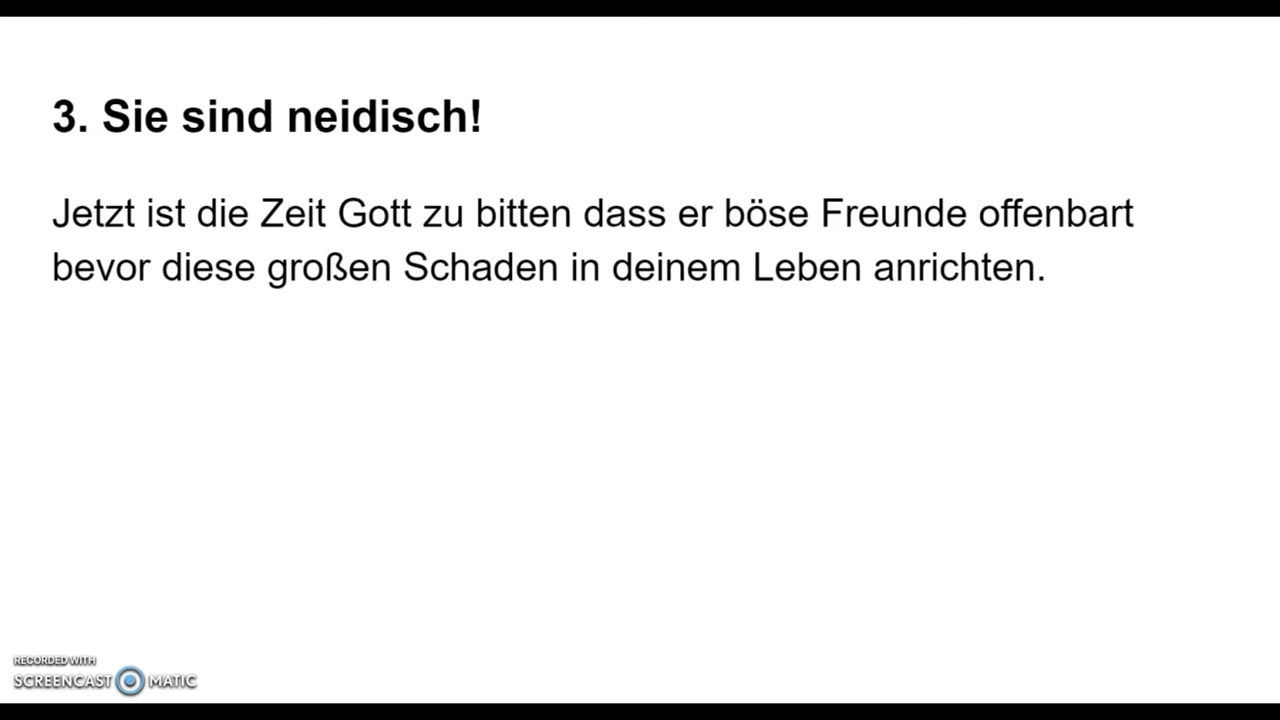 3. Sie sind neidisch!
Jetzt ist die Zeit Gott zu bitten dass er böse Freunde offenbart
bevor diese großen Schaden in deinem Leben anrichten.
RECORDED WITH
SCREENCAST MATIC